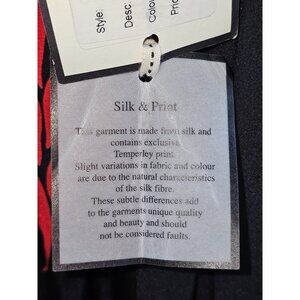 Style
Desc
Colou
Pric
Silk & Print
This garment is made from silk and
contains exclusive
Temperley print.
Slight variations in fabric and colour
are due to the natural characteristics
of the silk fibre.
These subtle differences add
to the garments unique quality
and beauty and should
not be considered faults.